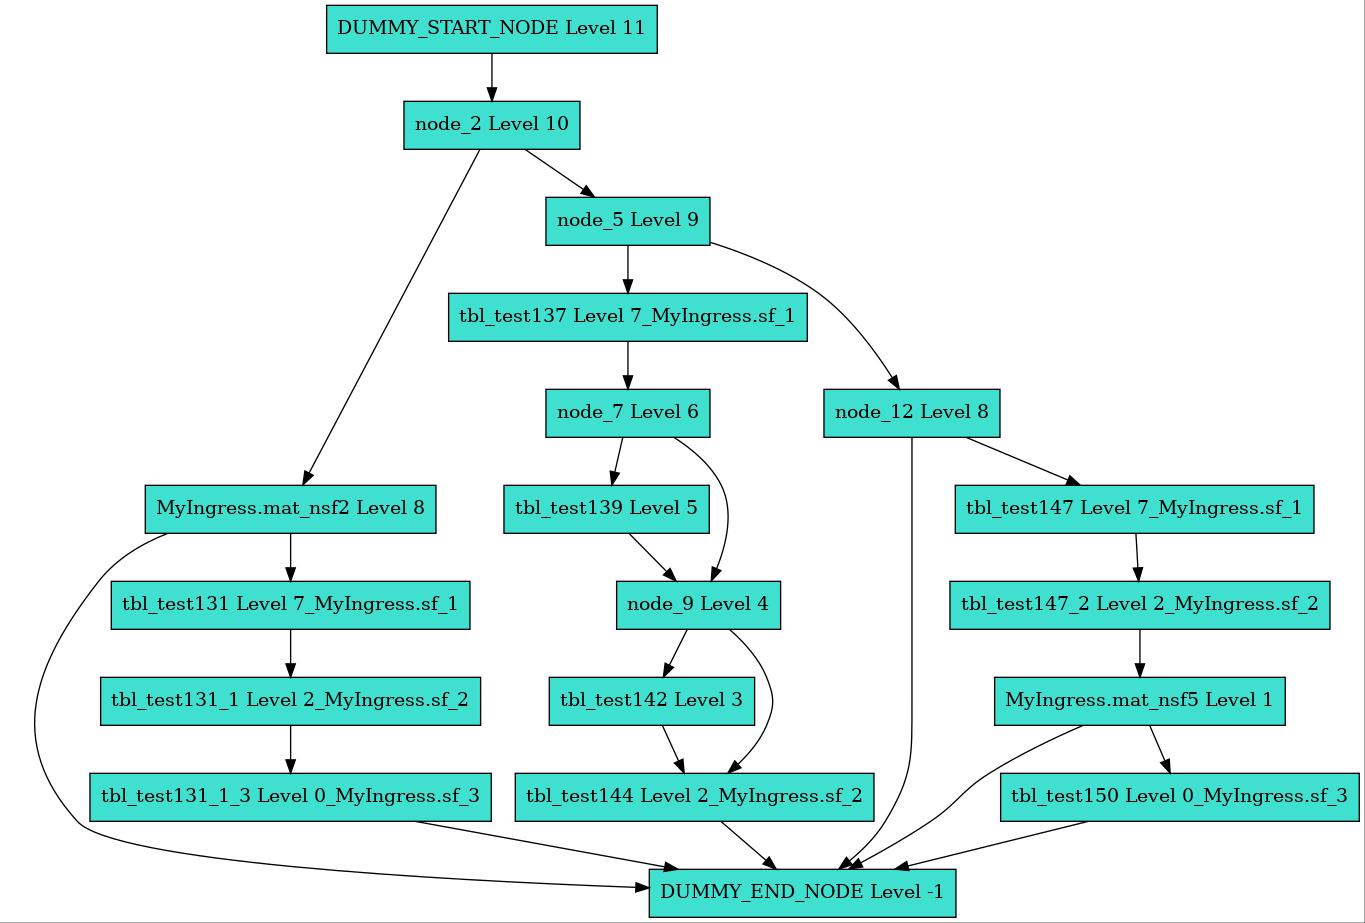 DUMMY_START_NODE Level 11
node_2 Level 10
node_5 Level 9
tbl_test137 Level 7_MyIngress.sf_1
node_7 Level 6
node_12 Level 8
MyIngress.mat_nsf2 Level 8
tbl_test139 Level 5
tbl_test147 Level 7_MyIngress.sf_1
tbl_test131 Level 7_MyIngress.sf_1
node_9 Level 4
tbl_test147_2 Level 2_MyIngress.sf_2
tbl_test131_1 Level 2_MyIngress.sf_2
tbl_test142 Level 3
MyIngress.mat_nsf5 Level 1
tbl_test131_1_3 Level 0_MyIngress.sf_3
tbl_test144 Level 2_MyIngress.sf_2
tbl_test150 Level 0_MyIngress.sf_3
DUMMY_END_NODE Level -1